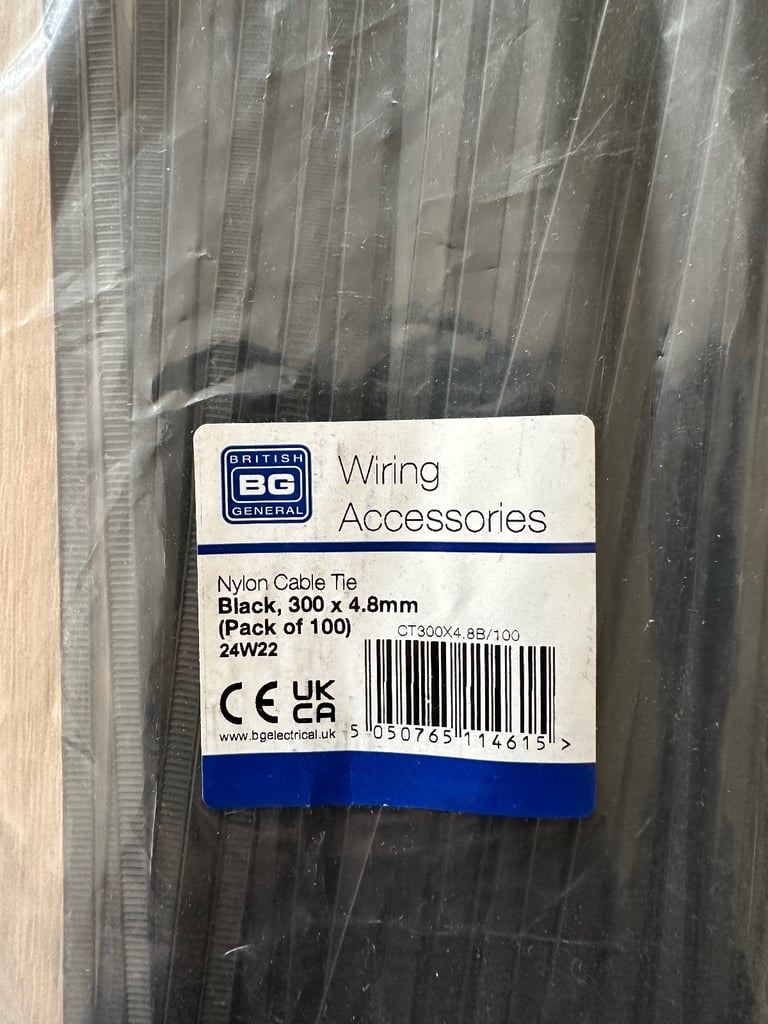 BRITISH
BG
GENERAL
Wiring
Accessories
Nylon Cable Tie
Black, 300 x 4.8mm
(Pack of 100)
CT300X4.8B/100
24W22
CE UK
CA
www.bgelectrical.uk
5 050765 114615 >